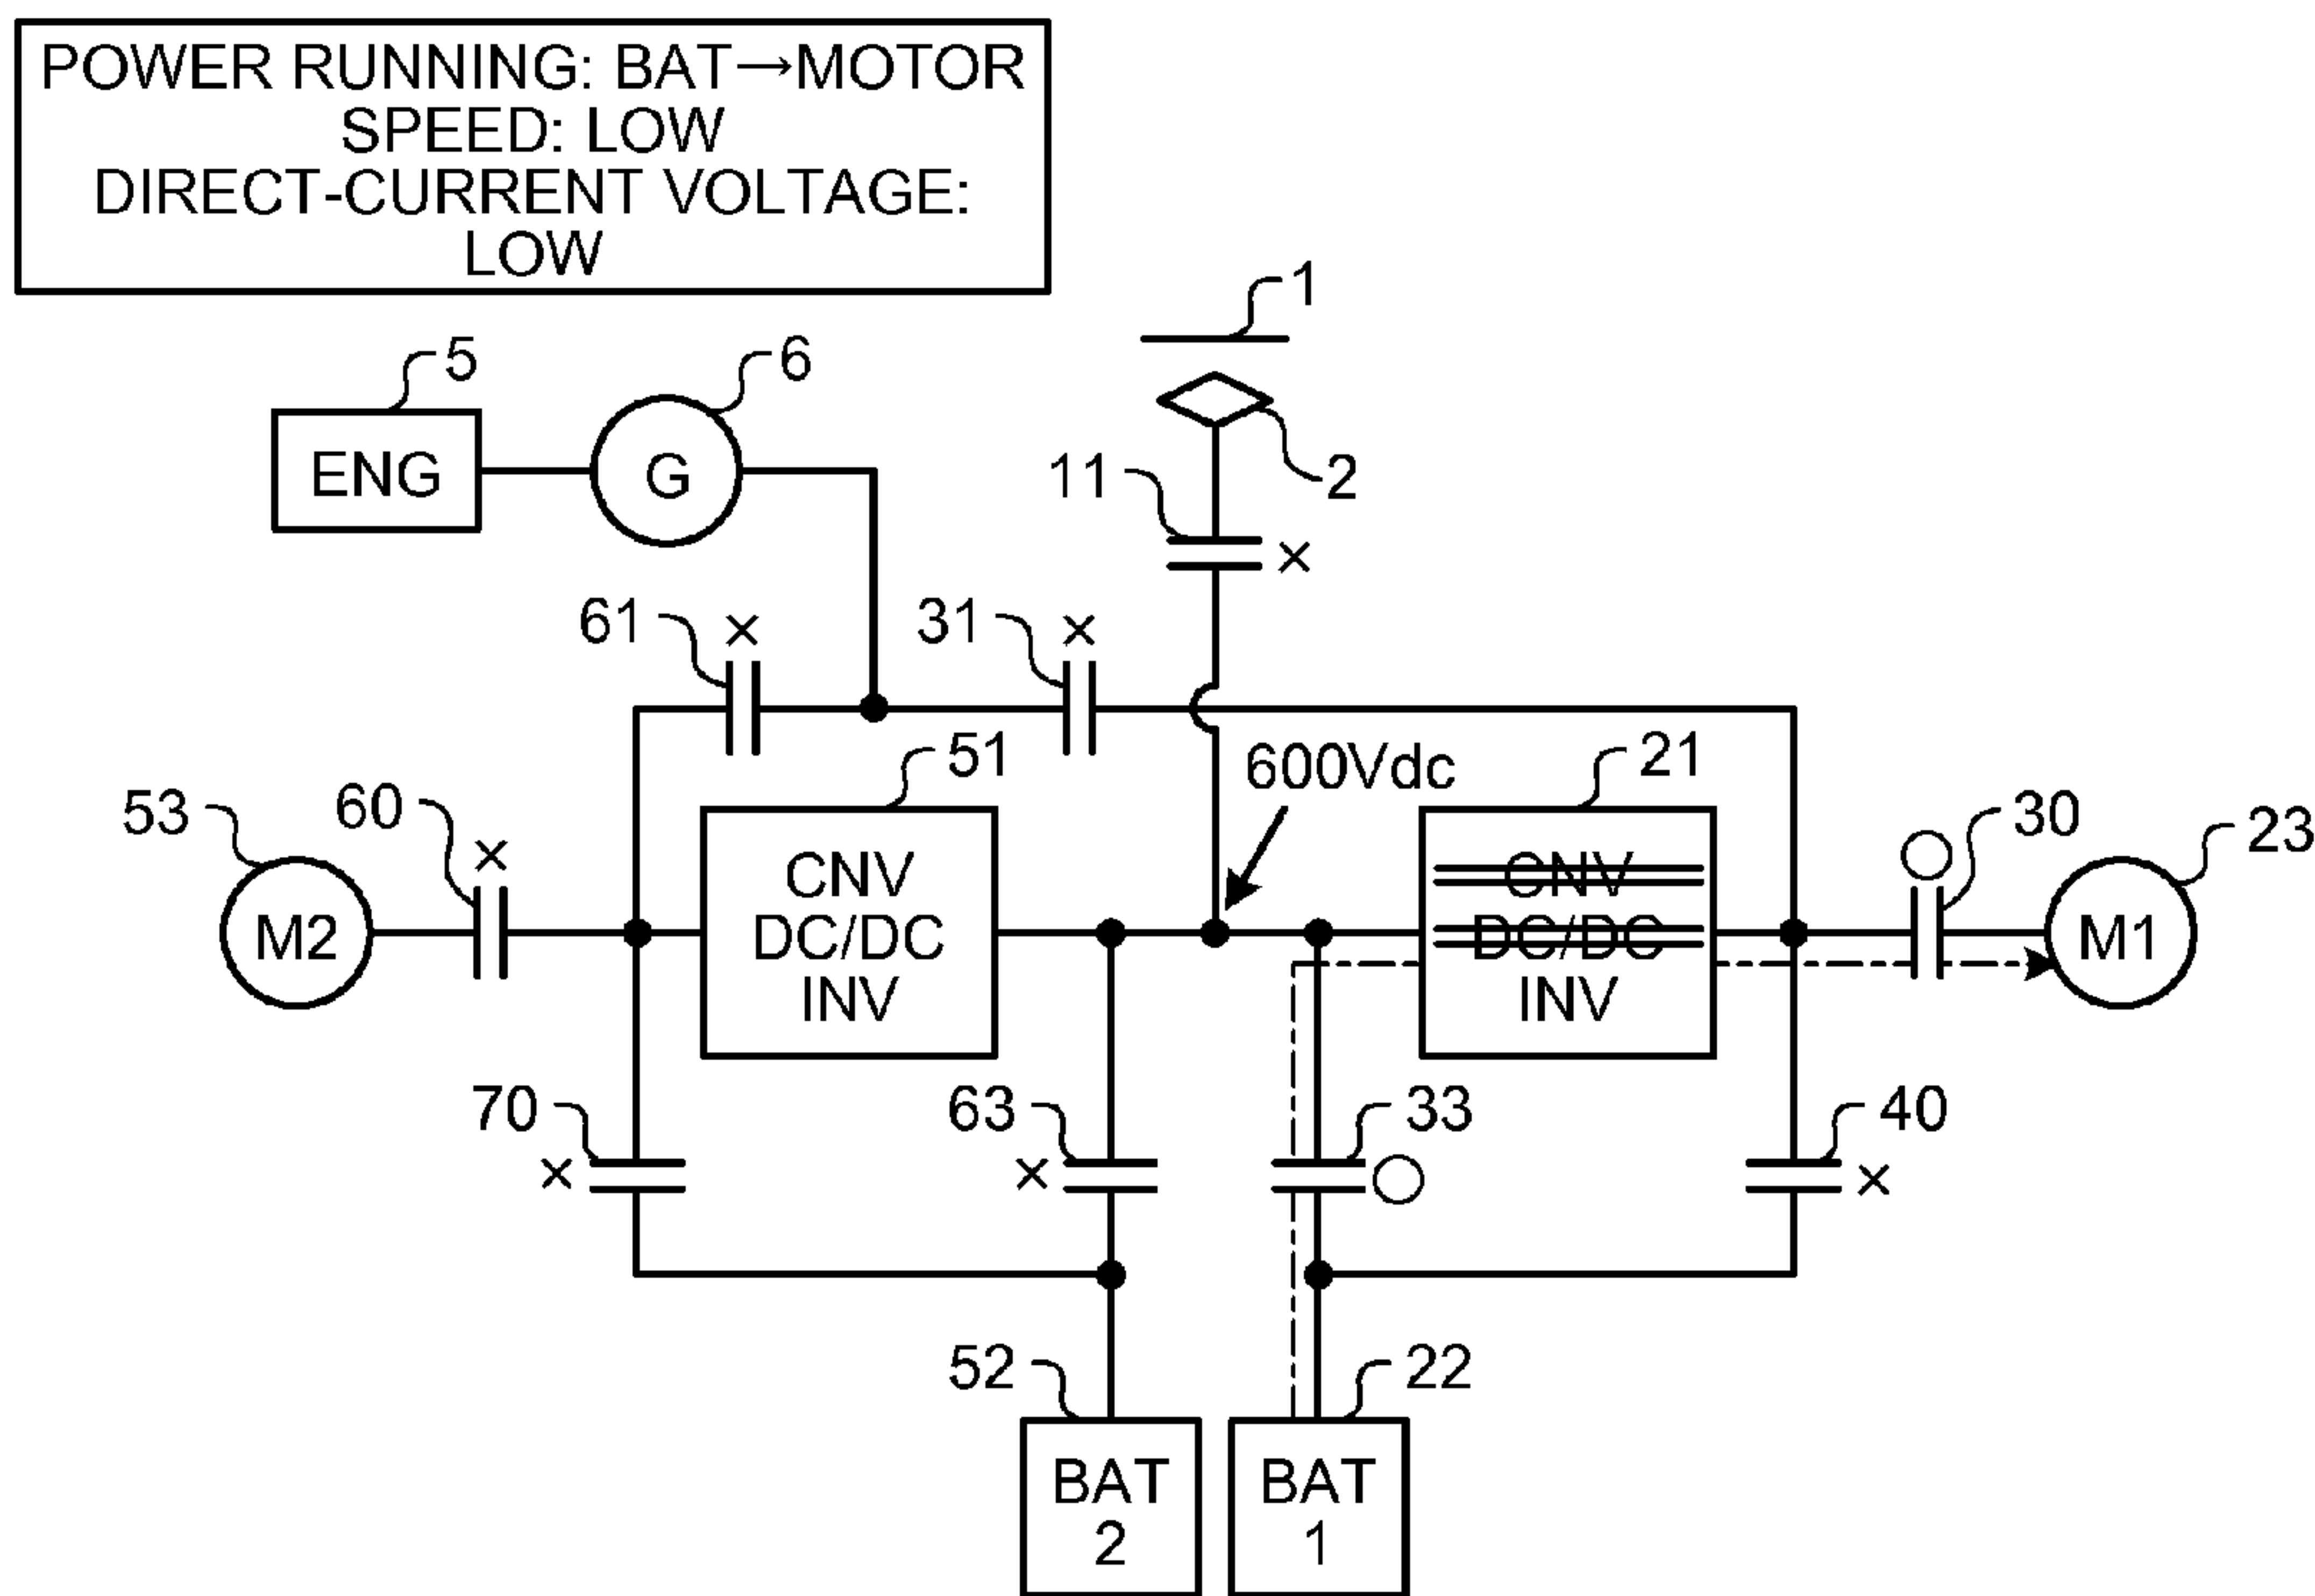 POWER RUNNING: BAT→MOTOR
SPEED: LOW
DIRECT-CURRENT VOLTAGE:
LOW
1
5
6
ENG
G
11
2
×
61
×
31
×
51
600Vdc
21
53
60
×
30
○
23
M2
CNV
DC/DC
INV
CNV
DC/DC
INV
M1
70
×
63
×
33
○
40
×
52
22
BAT
2
BAT
1